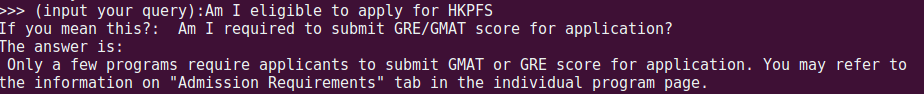 >>> (input your query):Am I eligible to apply for HKPFS
If you mean this?:  Am I required to submit GRE/GMAT score for application?
The answer is:
 Only a few programs require applicants to submit GMAT or GRE score for application. You may refer to
the information on "Admission Requirements" tab in the individual program page.